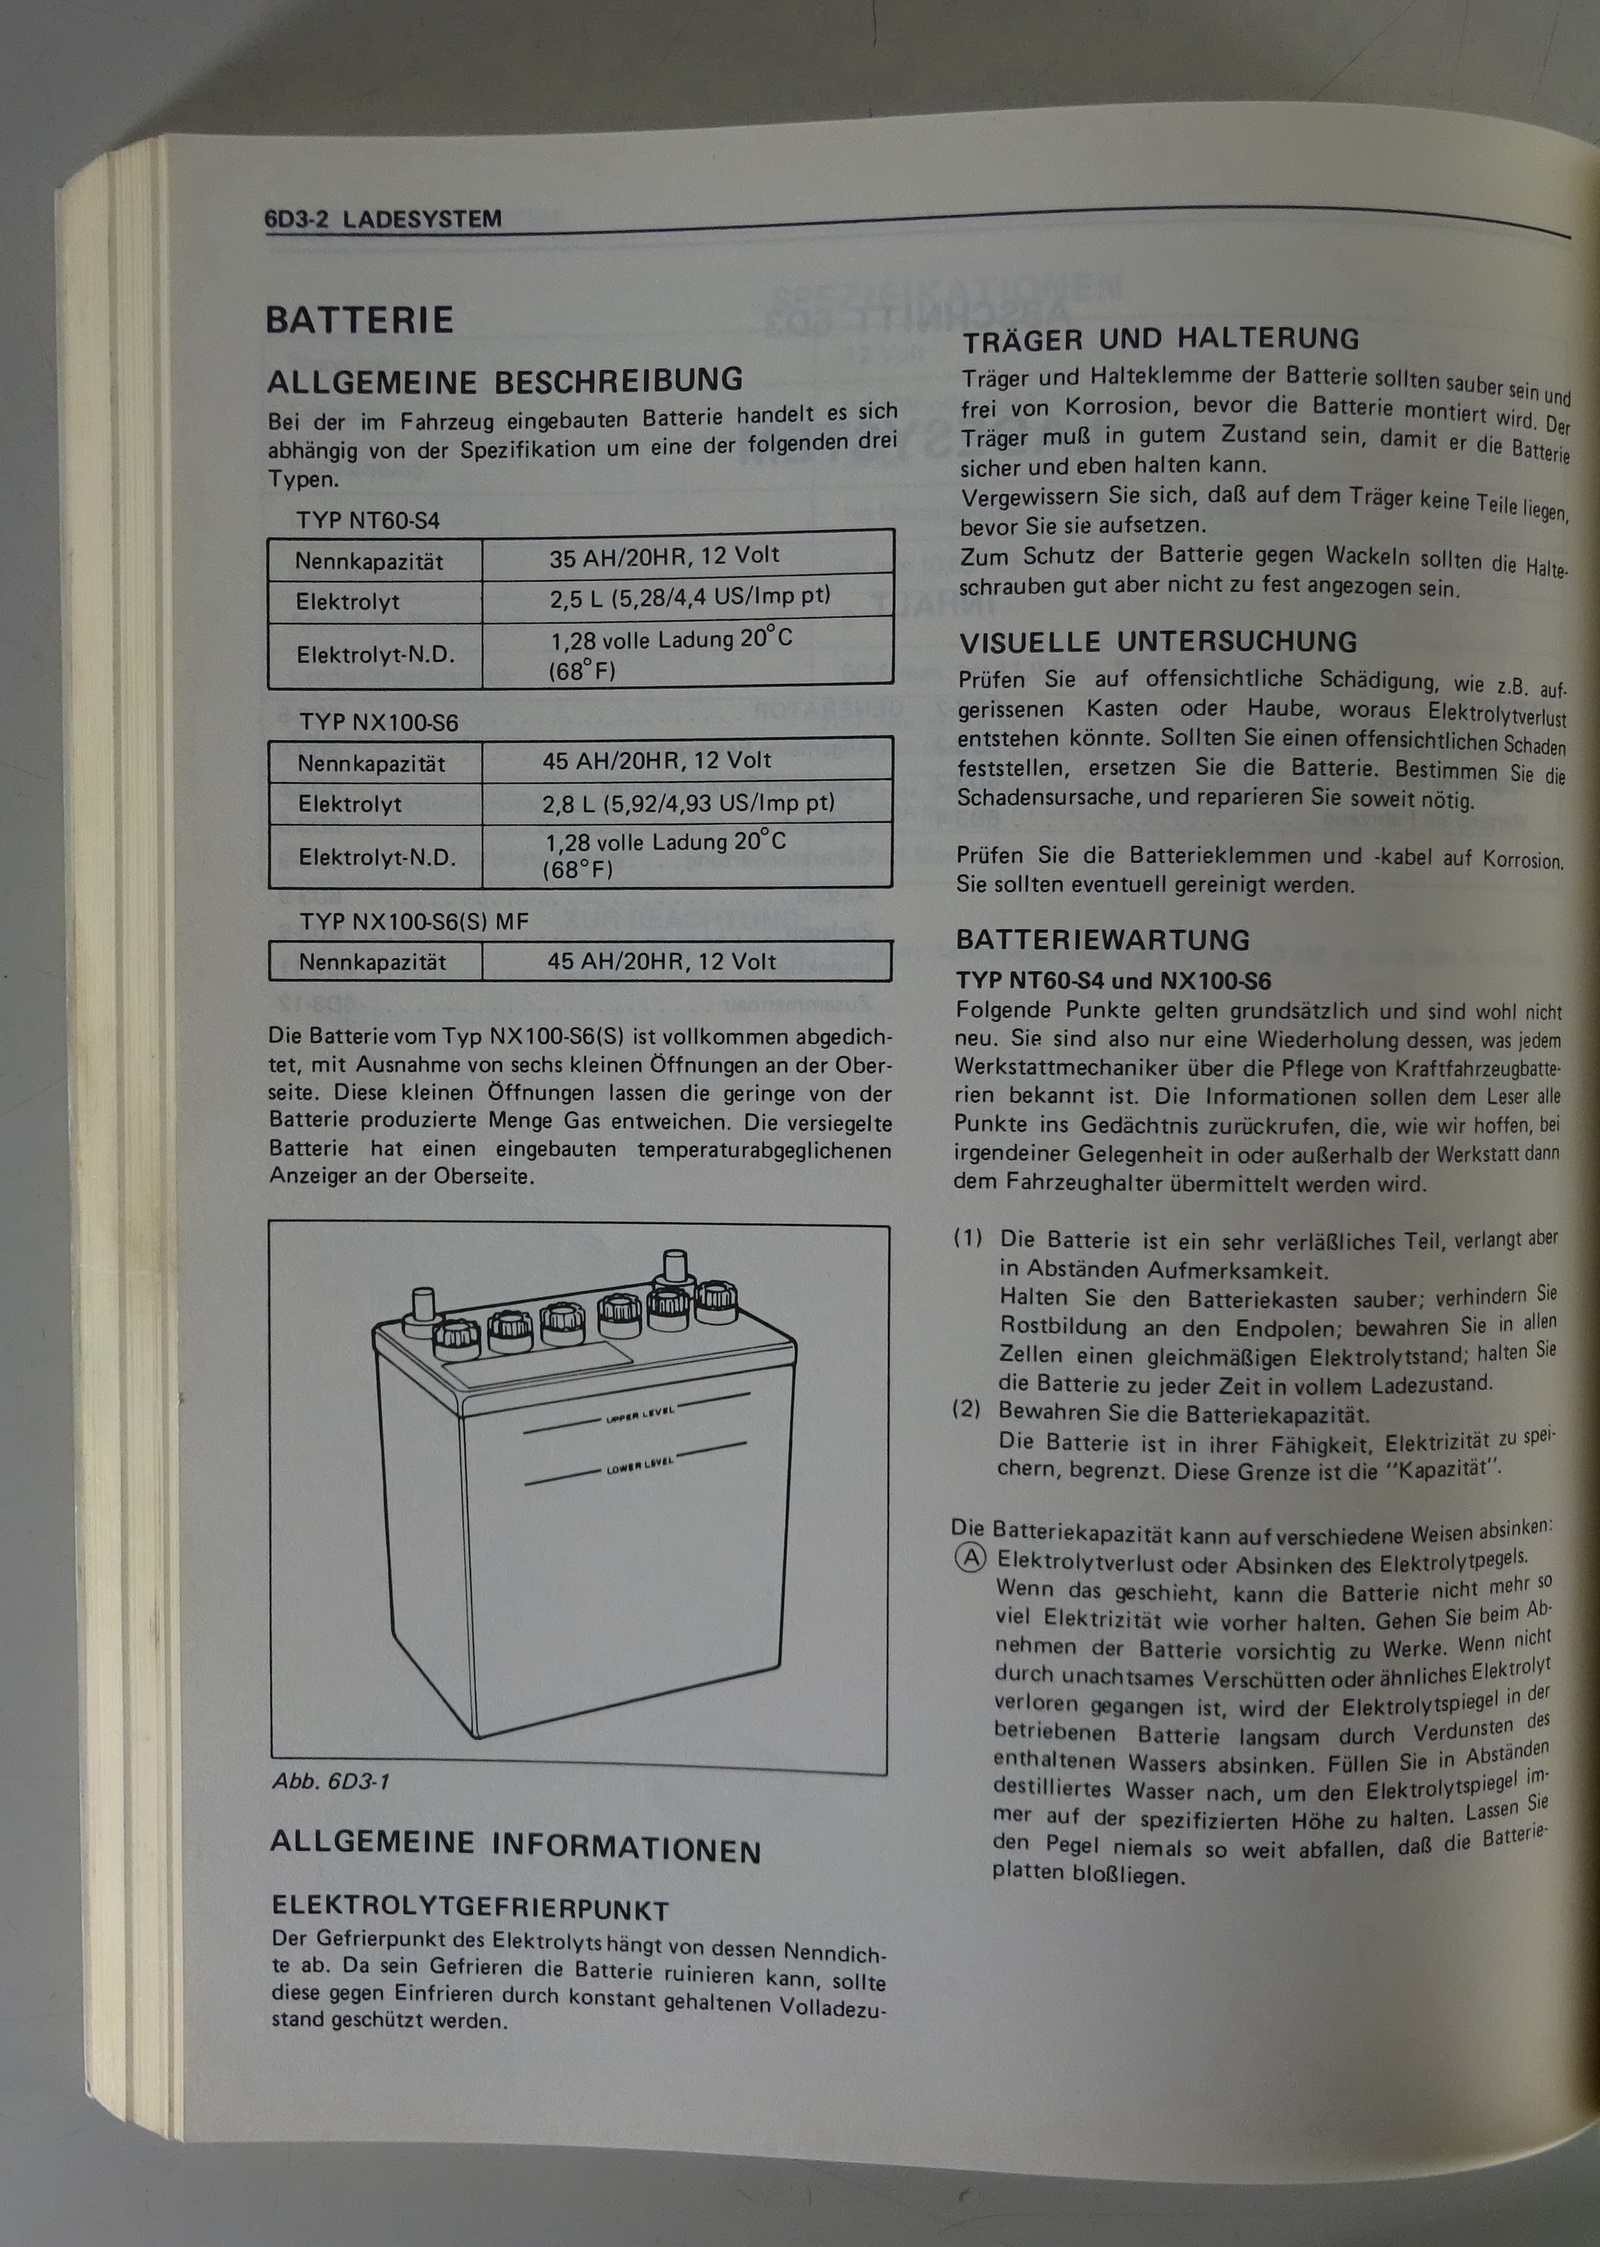 6D3-2 LADESYSTEM
BATTERIE
ALLGEMEINE BESCHREIBUNG
Bei der im Fahrzeug eingebauten Batterie handelt es sich
abhängig von der Spezifikation um eine der folgenden drei
Typen.
TYP NT60-S4
Nennkapazität 35 AH/20HR, 12 Volt
Elektrolyt 2,5 L (5,28/4,4 US/Imp pt)
Elektrolyt-N.D. 1,28 volle Ladung 20°C
(68°F)
TYP NX100-S6
Nennkapazität 45 AH/20HR, 12 Volt
Elektrolyt 2,8 L (5,92/4,93 US/Imp pt)
Elektrolyt-N.D. 1,28 volle Ladung 20°C
(68°F)
TYP NX100-S6(S) MF
Nennkapazität 45 AH/20HR, 12 Volt
Die Batterie vom Typ NX100-S6(S) ist vollkommen abgedich-
tet, mit Ausnahme von sechs kleinen Öffnungen an der Ober-
seite. Diese kleinen Öffnungen lassen die geringe von der
Batterie produzierte Menge Gas entweichen. Die versiegelte
Batterie hat einen eingebauten temperaturabgeglichenen
Anzeiger an der Oberseite.
UPPER LEVEL
LOWER LEVEL
Abb. 6D3-1
ALLGEMEINE INFORMATIONEN
ELEKTROLYTGEFRIERPUNKT
Der Gefrierpunkt des Elektrolyts hängt von dessen Nenndich-
te ab. Da sein Gefrieren die Batterie ruinieren kann, sollte
diese gegen Einfrieren durch konstant gehaltenen Volladezu-
stand geschützt werden.
TRÄGER UND HALTERUNG
Träger und Halteklemme der Batterie sollten sauber sein und
frei von Korrosion, bevor die Batterie montiert wird. Der
Träger muß in gutem Zustand sein, damit er die Batterie
sicher und eben halten kann.
Vergewissern Sie sich, daß auf dem Träger keine Teile liegen,
bevor Sie sie aufsetzen.
Zum Schutz der Batterie gegen Wackeln sollten die Halte-
schrauben gut aber nicht zu fest angezogen sein.
VISUELLE UNTERSUCHUNG
Prüfen Sie auf offensichtliche Schädigung, wie z.B. auf-
gerissenen Kasten oder Haube, woraus Elektrolytverlust
entstehen könnte. Sollten Sie einen offensichtlichen Schaden
feststellen, ersetzen Sie die Batterie. Bestimmen Sie die
Schadensursache, und reparieren Sie soweit nötig.
Prüfen Sie die Batterieklemmen und -kabel auf Korrosion.
Sie sollten eventuell gereinigt werden.
BATTERIEWARTUNG
TYP NT60-S4 und NX100-S6
Folgende Punkte gelten grundsätzlich und sind wohl nicht
neu. Sie sind also nur eine Wiederholung dessen, was jedem
Werkstattmechaniker über die Pflege von Kraftfahrzeugbatte-
rien bekannt ist. Die Informationen sollen dem Leser alle
Punkte ins Gedächtnis zurückrufen, die, wie wir hoffen, bei
irgendeiner Gelegenheit in oder außerhalb der Werkstatt dann
dem Fahrzeughalter übermittelt werden wird.
(1) Die Batterie ist ein sehr verläßliches Teil, verlangt aber
in Abständen Aufmerksamkeit.
Halten Sie den Batteriekasten sauber; verhindern Sie
Rostbildung an den Endpolen; bewahren Sie in allen
Zellen einen gleichmäßigen Elektrolytstand; halten Sie
die Batterie zu jeder Zeit in vollem Ladezustand.
(2) Bewahren Sie die Batteriekapazität.
Die Batterie ist in ihrer Fähigkeit, Elektrizität zu spei-
chern, begrenzt. Diese Grenze ist die "Kapazität".
Die Batteriekapazität kann auf verschiedene Weisen absinken:
Ⓐ Elektrolytverlust oder Absinken des Elektrolytpegels.
Wenn das geschieht, kann die Batterie nicht mehr so
viel Elektrizität wie vorher halten. Gehen Sie beim Ab-
nehmen der Batterie vorsichtig zu Werke. Wenn nicht
durch unachtsames Verschütten oder ähnliches Elektrolyt
verloren gegangen ist, wird der Elektrolytspiegel in der
betriebenen Batterie langsam durch Verdunsten des
enthaltenen Wassers absinken. Füllen Sie in Abständen
destilliertes Wasser nach, um den Elektrolytspiegel im-
mer auf der spezifizierten Höhe zu halten. Lassen Sie
den Pegel niemals so weit abfallen, daß die Batterie-
platten bloßliegen.